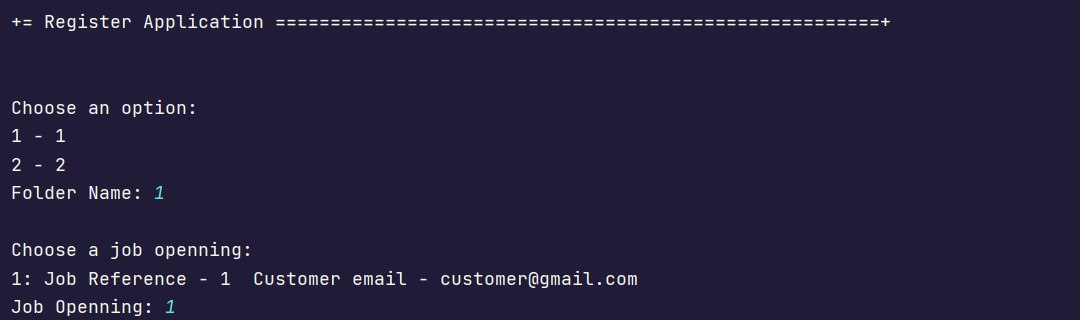 += Register Application =======================================================+
Choose an option:
1 - 1
2 - 2
Folder Name: 1
Choose a job openning:
1: Job Reference - 1  Customer email - customer@gmail.com
Job Openning: 1